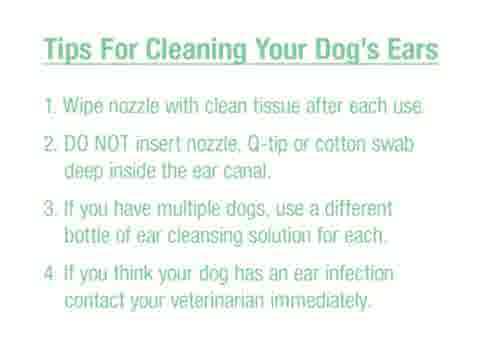 Tips For Cleaning Your Dog's Ears
1. Wipe nozzle with clean tissue after each use.
2. DO NOT insert nozzle, Q-tip or cotton swab
deep inside the ear canal.
3. If you have multiple dogs, use a different
bottle of ear cleansing solution for each.
4. If you think your dog has an ear infection
contact your veterinarian immediately.